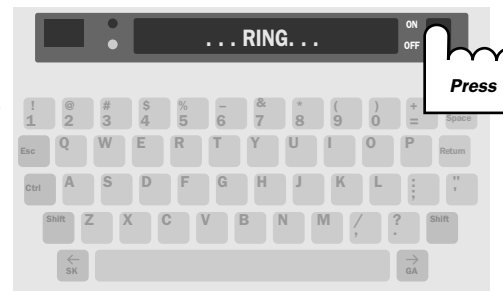 ON
. . . RING. . .
OFF
Press
! @ # $ % – & * ( ) +
1 2 3 4 5 6 7 8 9 0 = Space
Esc Q W E R T Y U I O P Return
Ctrl A S D F G H J K L ; : " '
Shift Z X C V B N M / , ? . Shift
← →
SK GA